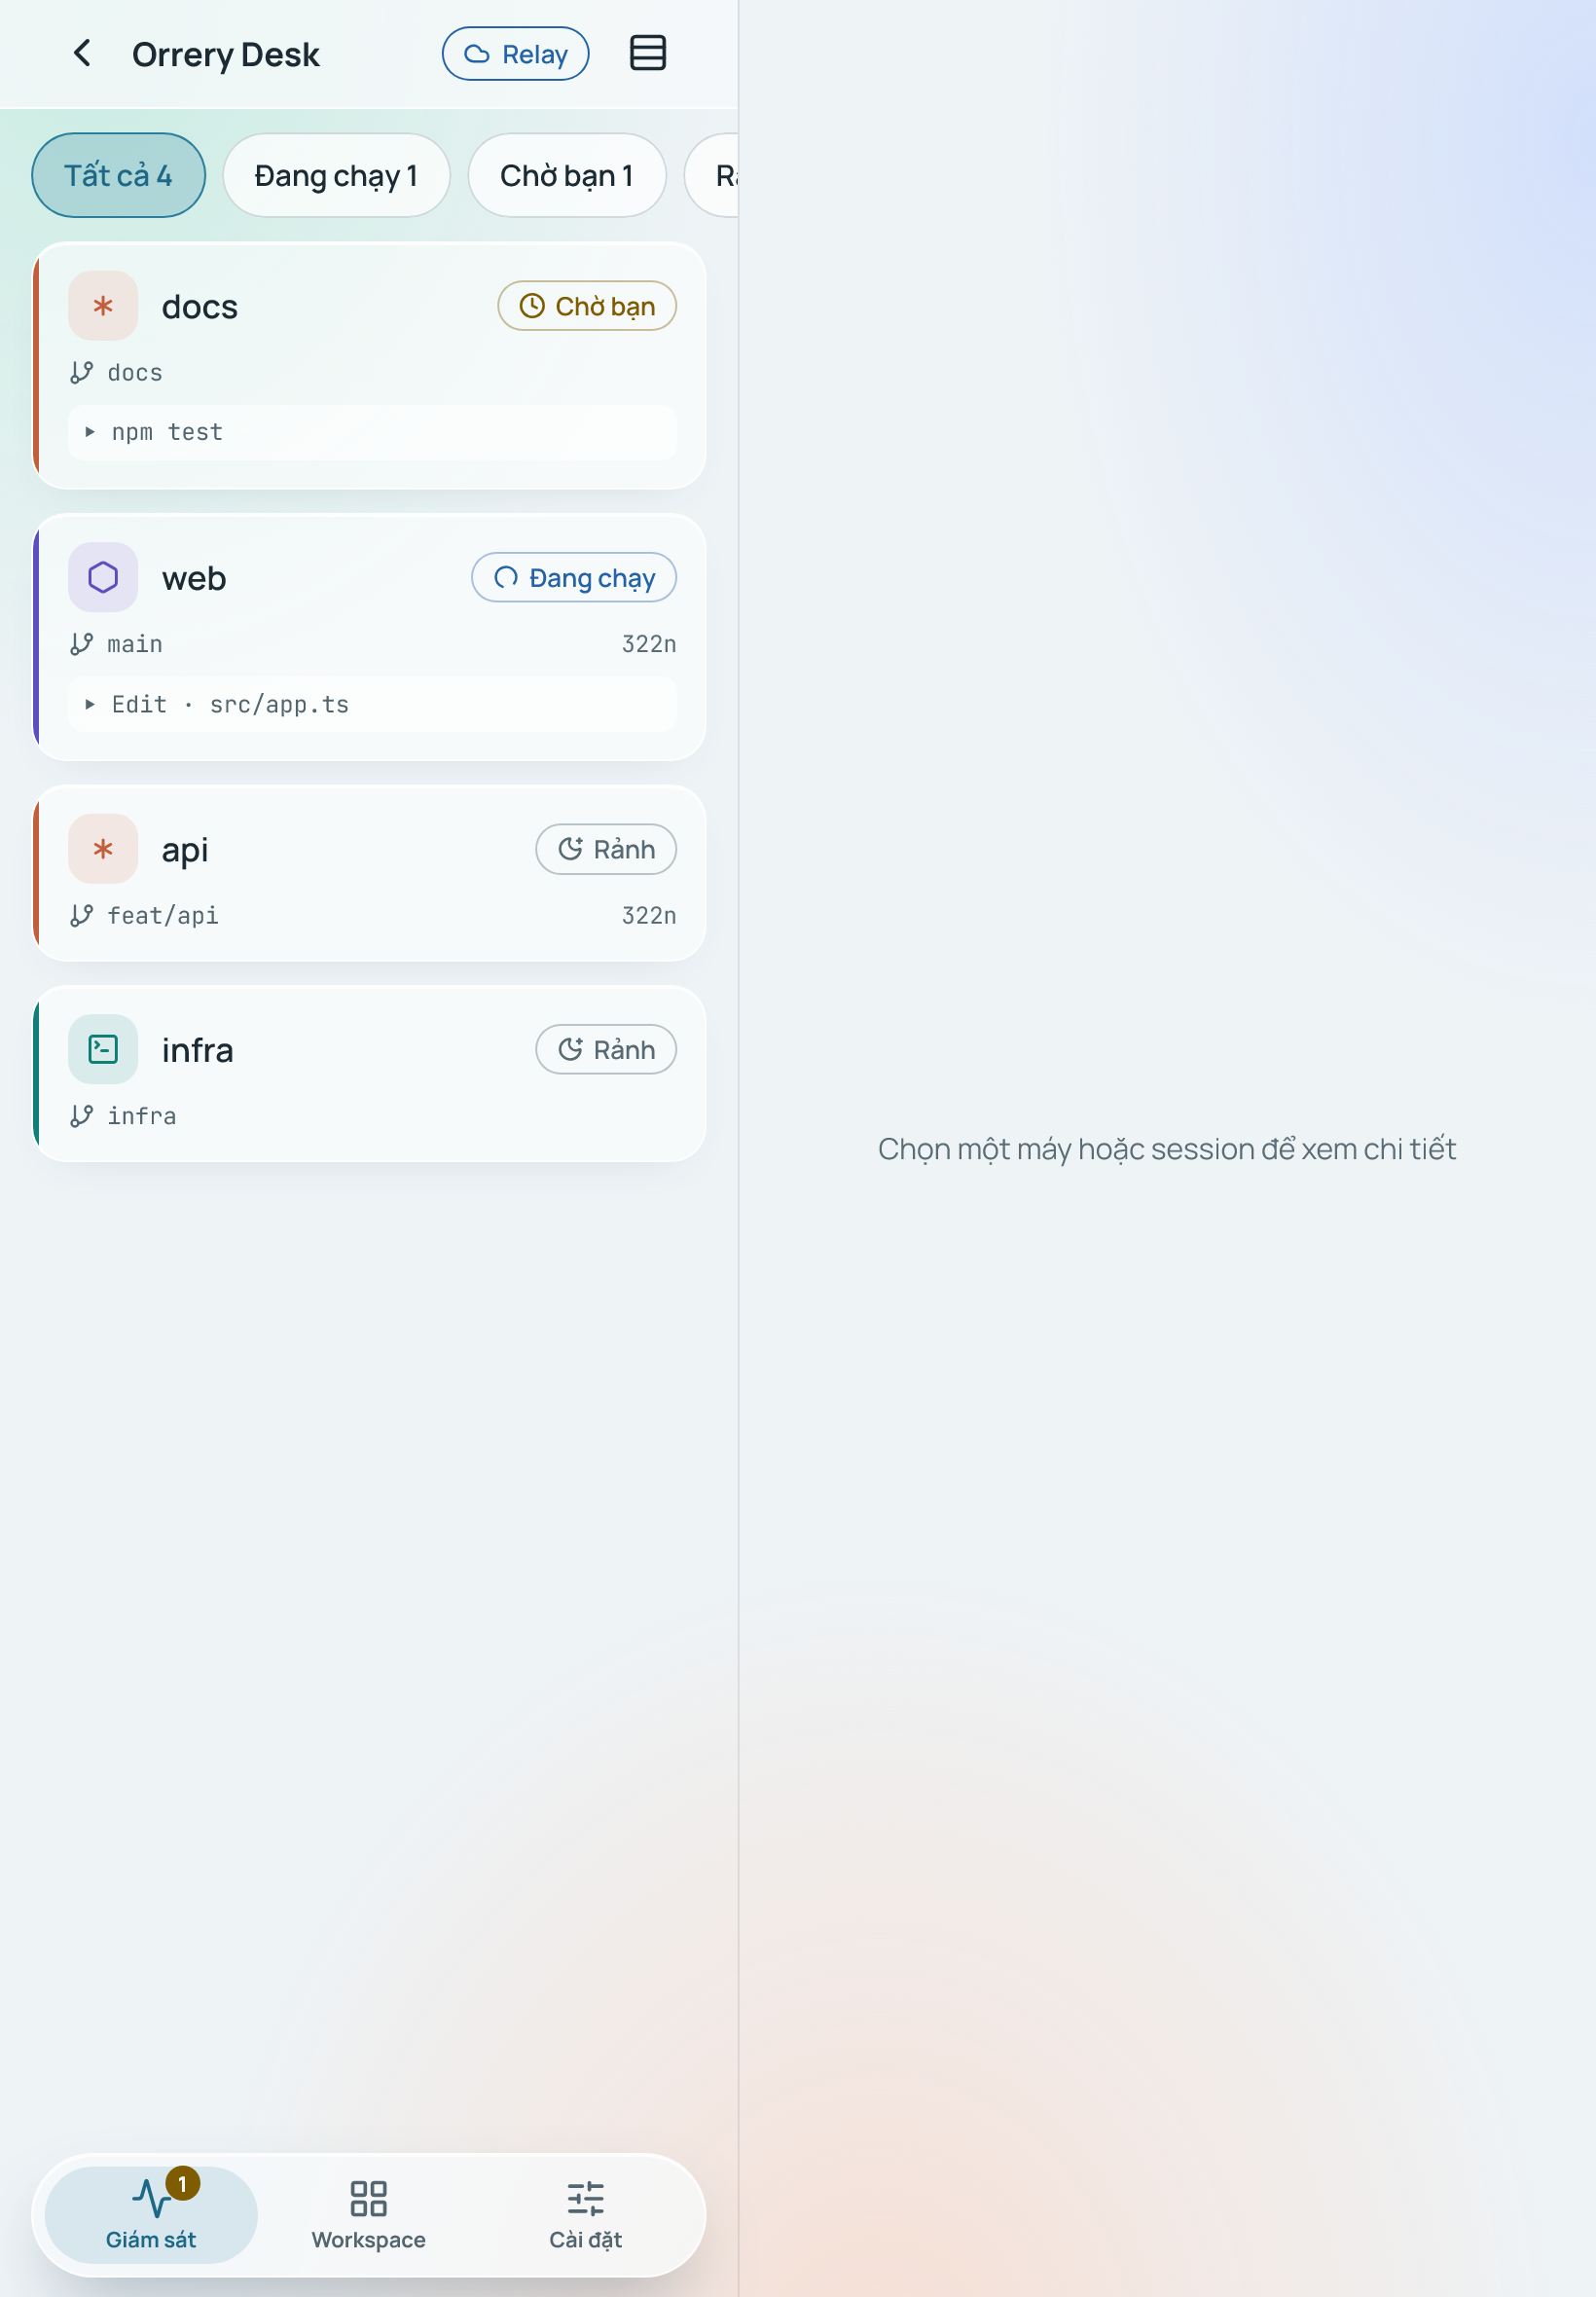 Orrery Desk
Relay
Tất cả 4
Đang chạy 1
Chờ bạn 1
docs
Chờ bạn
docs
npm test
web
Đang chạy
main
322n
Edit · src/app.ts
api
Rảnh
feat/api
322n
infra
Rảnh
infra
Chọn một máy hoặc session để xem chi tiết
1
Giám sát
Workspace
Cài đặt